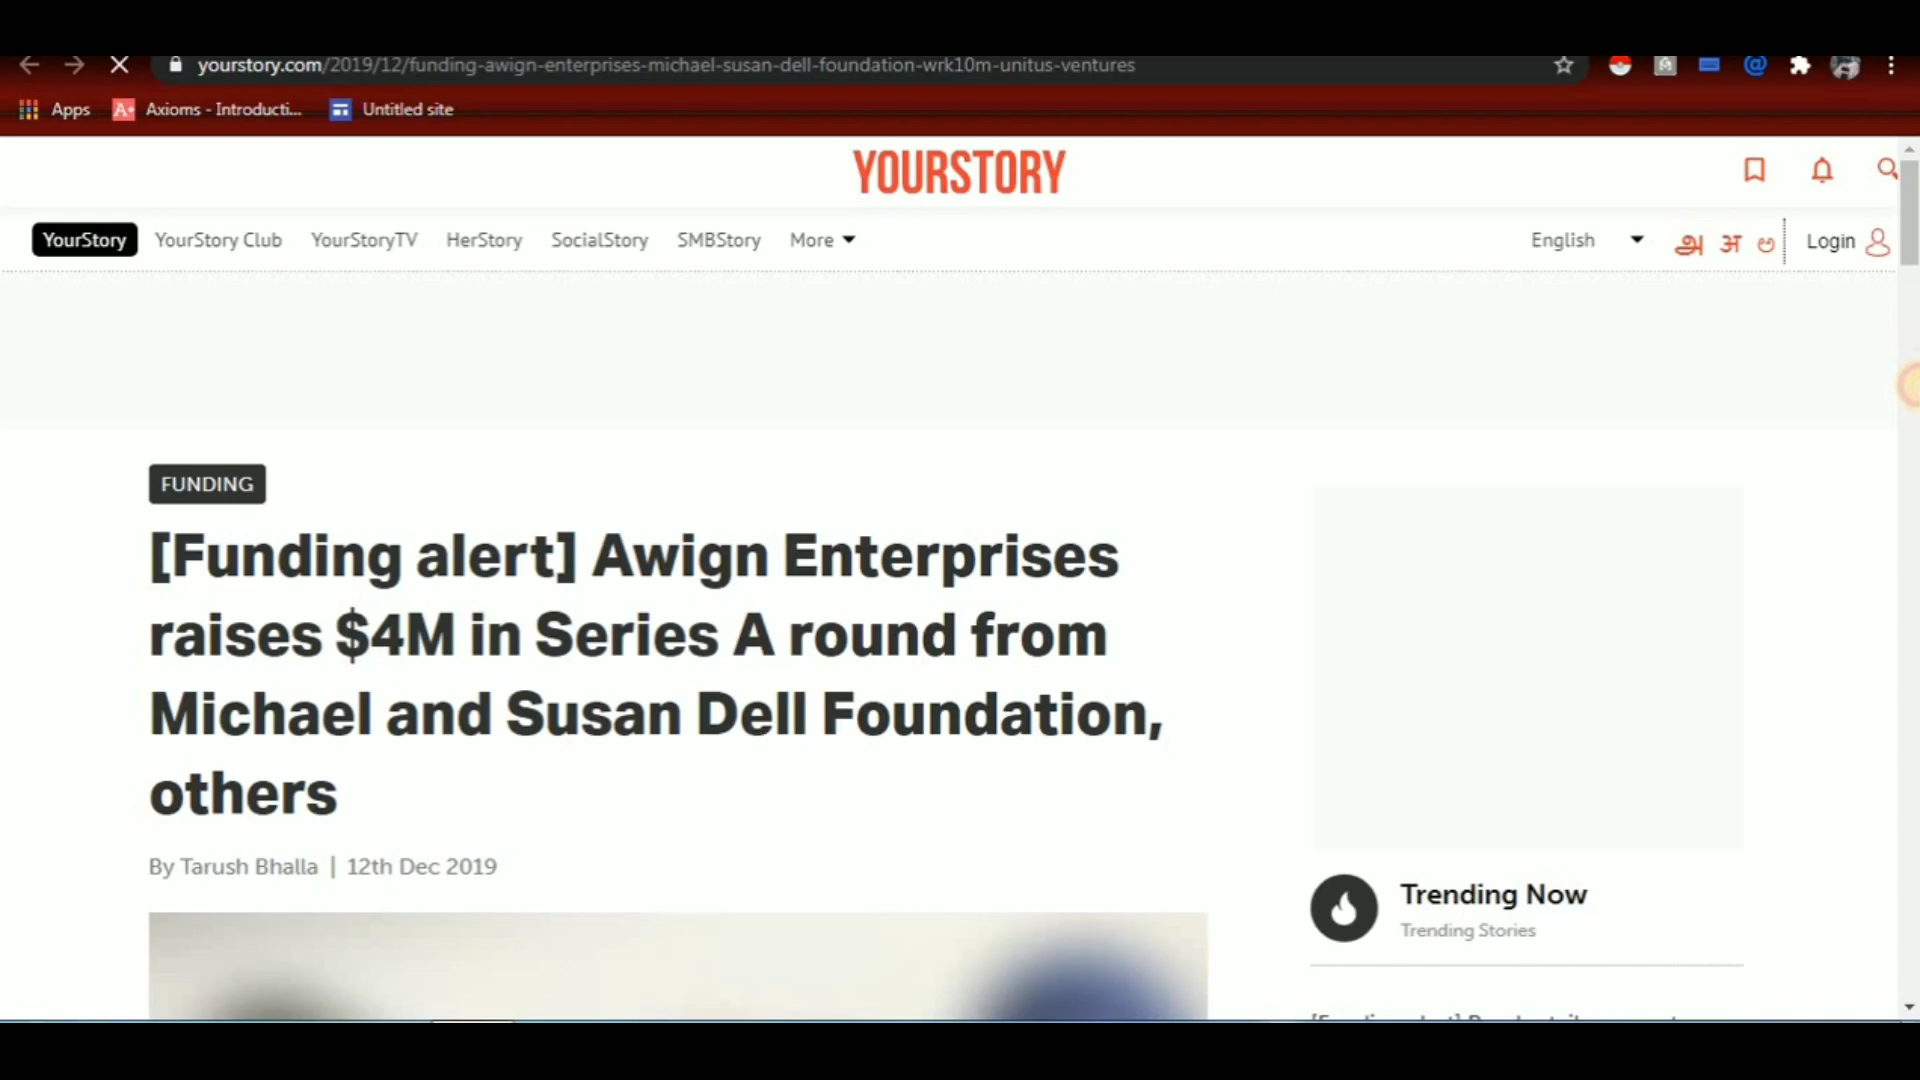 yourstory.com/2019/12/funding-awign-enterprises-michael-susan-dell-foundation-wrk10m-unitus-ventures
Apps A+ Axioms - Introducti... Untitled site
YOURSTORY
YourStory YourStory Club YourStoryTV HerStory SocialStory SMBStory More English அ अ Login
FUNDING
[Funding alert] Awign Enterprises
raises $4M in Series A round from
Michael and Susan Dell Foundation,
others
By Tarush Bhalla | 12th Dec 2019
Trending Now
Trending Stories